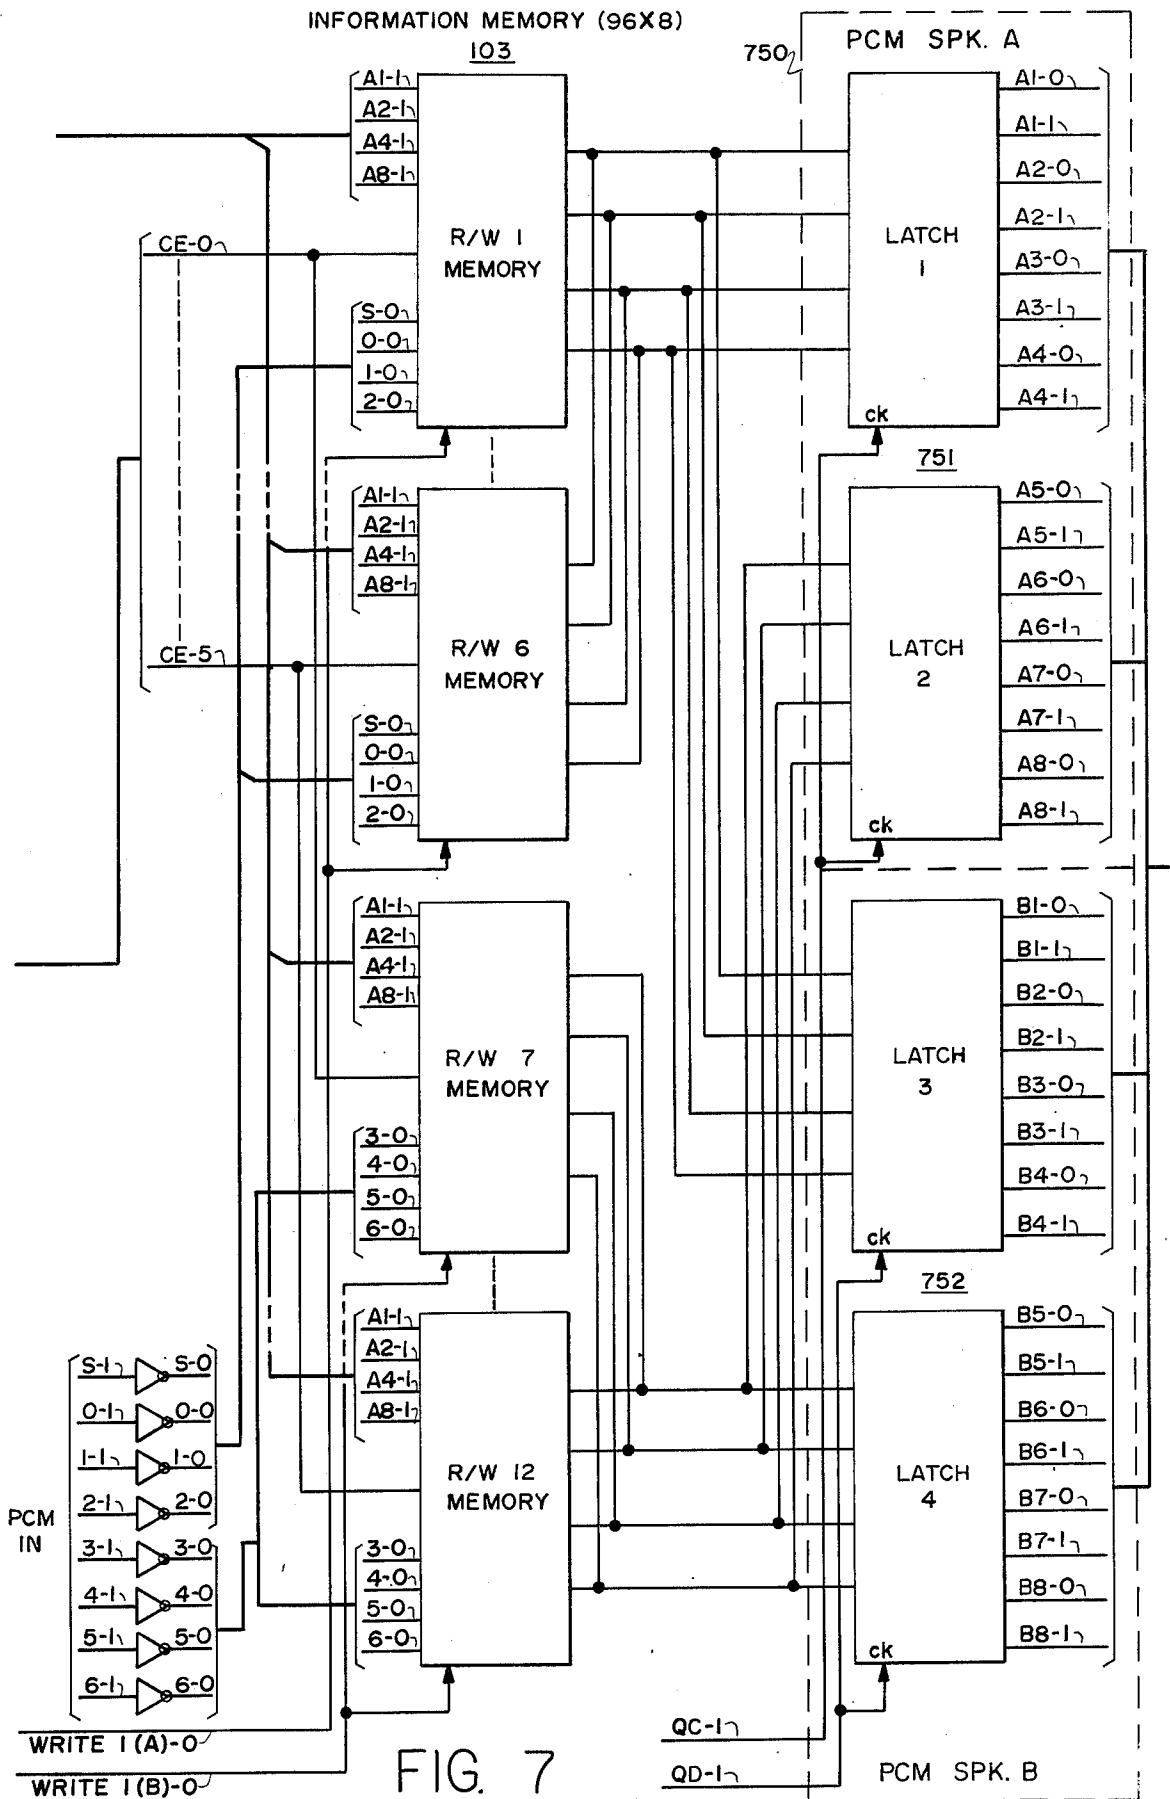 INFORMATION MEMORY (96X8)
103
750
PCM SPK. A
A1-1
A2-1
A4-1
A8-1
CE-0
S-0
0-0
1-0
2-0
R/W 1
MEMORY
LATCH
1
ck
A1-0
A1-1
A2-0
A2-1
A3-0
A3-1
A4-0
A4-1
751
A1-1
A2-1
A4-1
A8-1
CE-5
S-0
0-0
1-0
2-0
R/W 6
MEMORY
LATCH
2
ck
A5-0
A5-1
A6-0
A6-1
A7-0
A7-1
A8-0
A8-1
A1-1
A2-1
A4-1
A8-1
3-0
4-0
5-0
6-0
R/W 7
MEMORY
LATCH
3
ck
B1-0
B1-1
B2-0
B2-1
B3-0
B3-1
B4-0
B4-1
752
A1-1
A2-1
A4-1
A8-1
3-0
4-0
5-0
6-0
R/W 12
MEMORY
LATCH
4
ck
B5-0
B5-1
B6-0
B6-1
B7-0
B7-1
B8-0
B8-1
PCM
IN
S-1 S-0
0-1 0-0
1-1 1-0
2-1 2-0
3-1 3-0
4-1 4-0
5-1 5-0
6-1 6-0
WRITE 1(A)-0
WRITE 1(B)-0
FIG. 7
QC-1
QD-1
PCM SPK. B